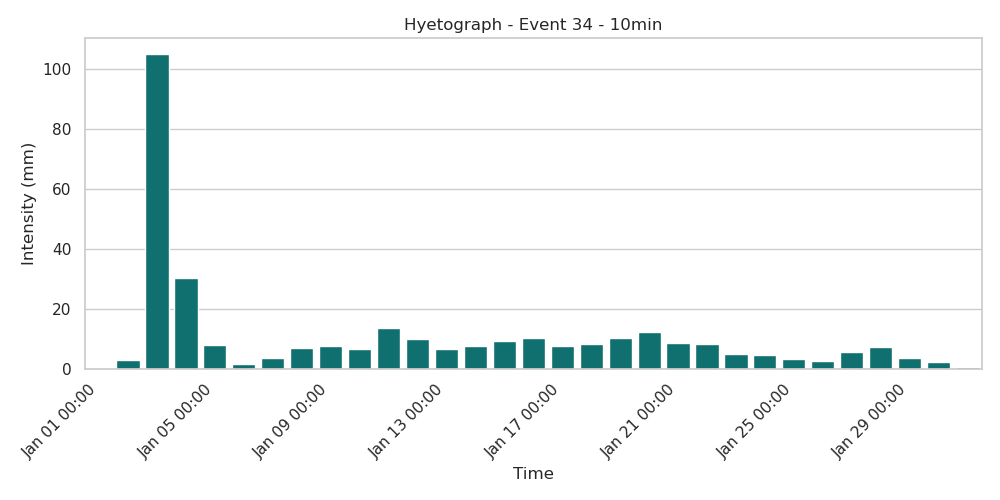 Hyetograph - Event 34 - 10min
Intensity (mm)
100
80
60
40
20
0
Jan 01 00:00
Jan 05 00:00
Jan 09 00:00
Jan 13 00:00
Jan 17 00:00
Jan 21 00:00
Jan 25 00:00
Jan 29 00:00
Time